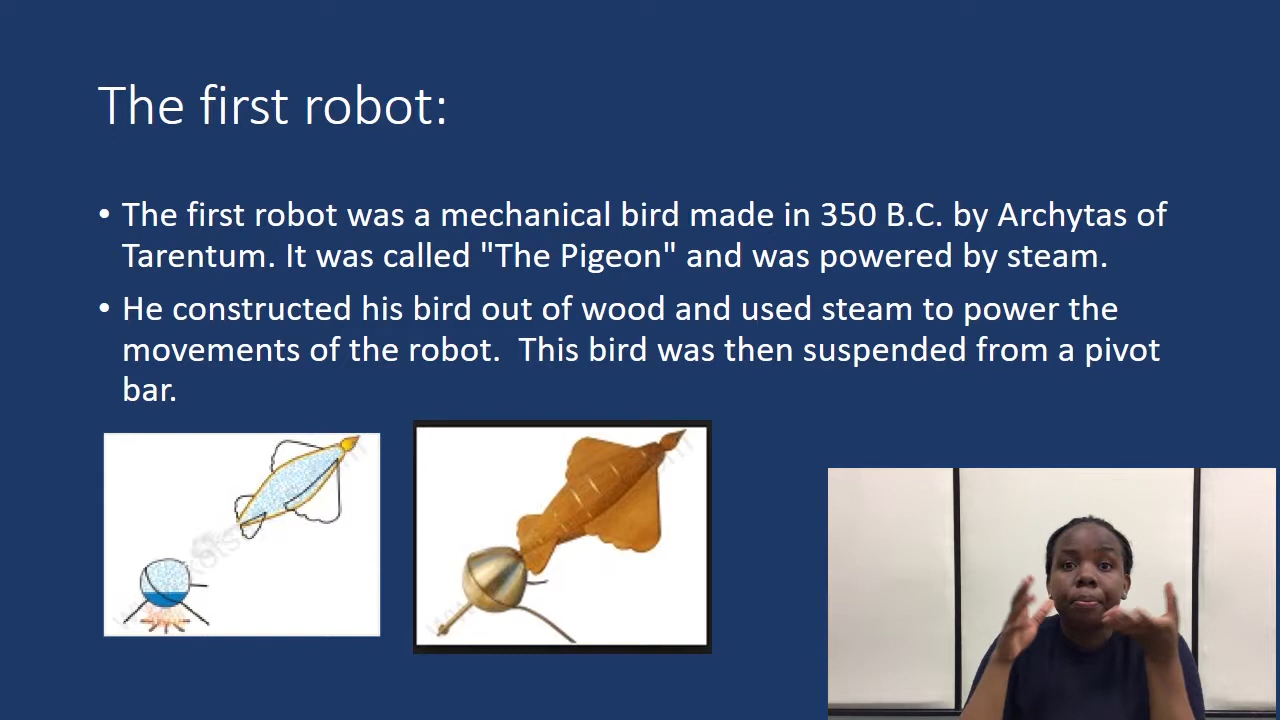 The first robot:
• The first robot was a mechanical bird made in 350 B.C. by Archytas of
Tarentum. It was called "The Pigeon" and was powered by steam.
• He constructed his bird out of wood and used steam to power the
movements of the robot.  This bird was then suspended from a pivot
bar.